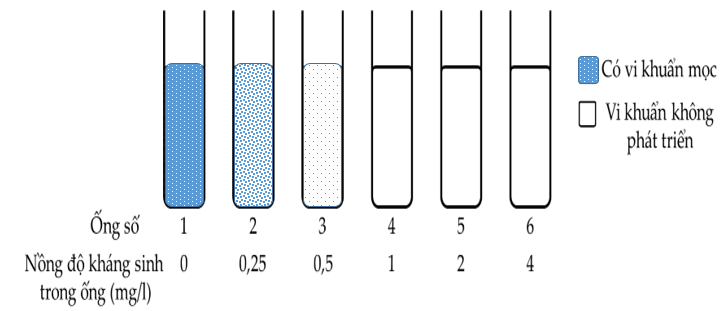 Có vi khuẩn mọc
Vi khuẩn không
phát triển
Ống số 1 2 3 4 5 6
Nồng độ kháng sinh 0 0,25 0,5 1 2 4
trong ống (mg/l)